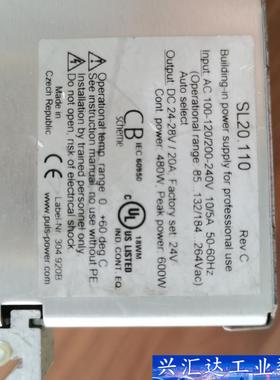 SL20.110
Rev C
Building-in power supply for professional use
Input: AC 100-120/200-240V 10/5A 50-60Hz
(Operational range: 85...132/184...264Vac)
Auto select
Output: DC 24-28V / 20A, Factory set: 24V
Cont. power: 480W Peak power: 600W
CB
scheme
IEC 60950
c UL US LISTED
18WM
IND. CONT. EQ.
Operational temp. range: 0...+60 deg C
See instruction manual, no use without PE
Installation by trained personnel only
Do not open, risk of electrical shock
Made in
Czech Republic
Label-Nr. 304 920B
www.puls-power.com
兴汇达工业